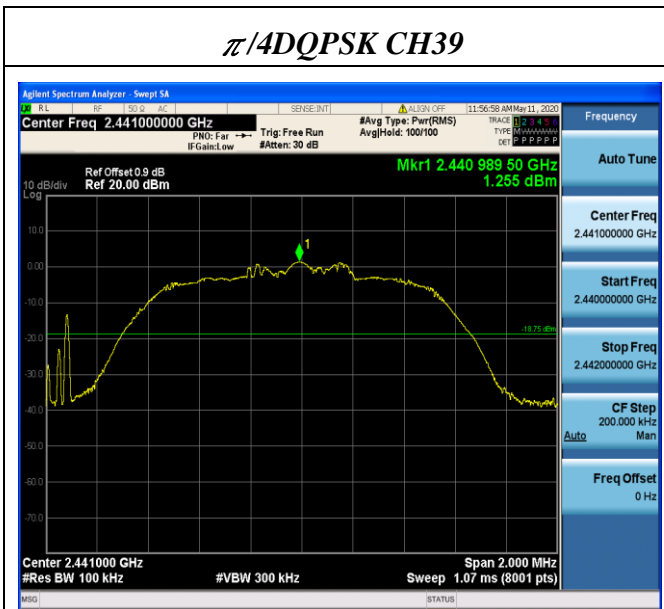 π/4DQPSK CH39
Agilent Spectrum Analyzer - Swept SA
RL RF 50 Ω AC SENSE:INT ALIGN OFF 11:56:58 AM May 11, 2020
Center Freq 2.441000000 GHz
PNO: Far
IFGain:Low
Trig: Free Run
#Atten: 30 dB
#Avg Type: Pwr(RMS)
Avg|Hold: 100/100
TRACE 1 2 3 4 5 6
TYPE MWWWWW
DET P P P P P P
Frequency
Mkr1 2.440 989 50 GHz
1.255 dBm
Ref Offset 0.9 dB
10 dB/div Ref 20.00 dBm
Log
1
10.0
0.00
-10.0
-20.0
-18.75 dBm
-30.0
-40.0
-50.0
-60.0
-70.0
Auto Tune
Center Freq
2.441000000 GHz
Start Freq
2.440000000 GHz
Stop Freq
2.442000000 GHz
CF Step
200.000 kHz
Auto Man
Freq Offset
0 Hz
Center 2.441000 GHz Span 2.000 MHz
#Res BW 100 kHz #VBW 300 kHz Sweep 1.07 ms (8001 pts)
MSG STATUS